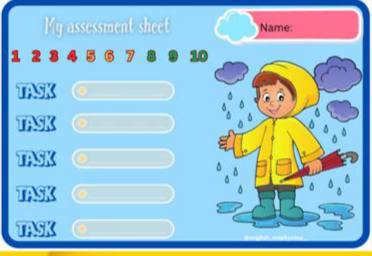 My assessment sheet
Name:
1 2 3 4 5 6 7 8 9 10
TASK
TASK
TASK
TASK
TASK